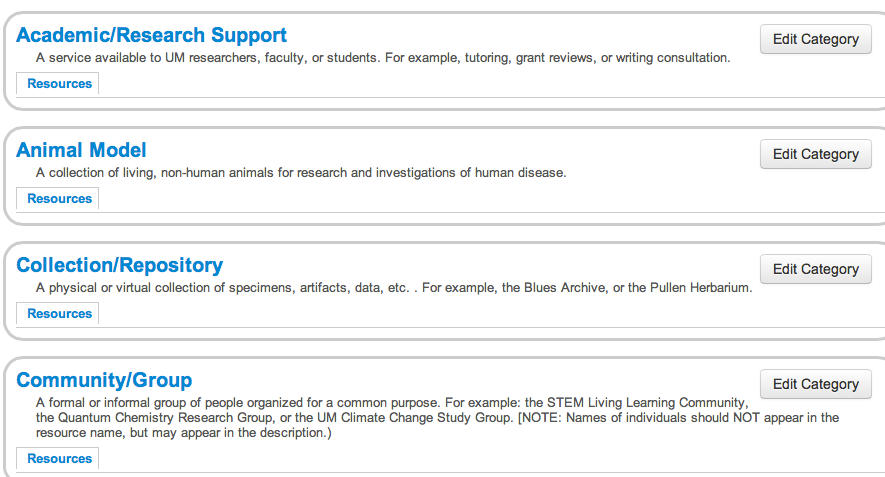 Academic/Research Support
Edit Category
A service available to UM researchers, faculty, or students. For example, tutoring, grant reviews, or writing consultation.
Resources
Animal Model
Edit Category
A collection of living, non-human animals for research and investigations of human disease.
Resources
Collection/Repository
Edit Category
A physical or virtual collection of specimens, artifacts, data, etc. . For example, the Blues Archive, or the Pullen Herbarium.
Resources
Community/Group
Edit Category
A formal or informal group of people organized for a common purpose. For example: the STEM Living Learning Community,
the Quantum Chemistry Research Group, or the UM Climate Change Study Group. [NOTE: Names of individuals should NOT appear in the
resource name, but may appear in the description.)
Resources